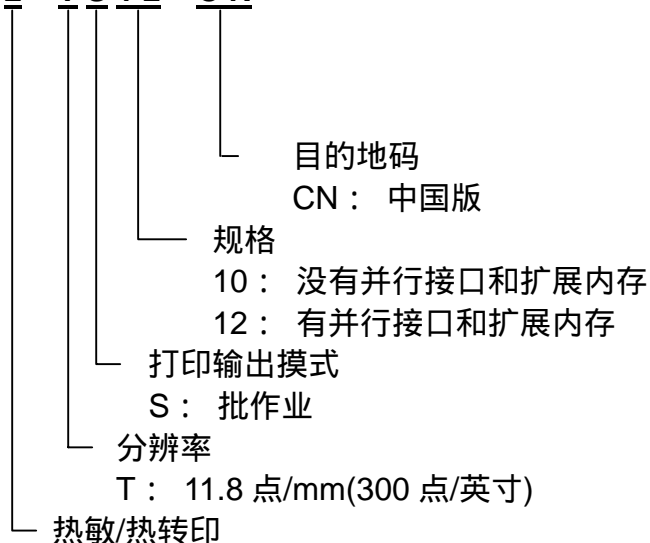 目的地码
CN： 中国版
规格
10： 没有并行接口和扩展内存
12： 有并行接口和扩展内存
打印输出摸式
S： 批作业
分辨率
T： 11.8 点/mm(300 点/英寸)
热敏/热转印